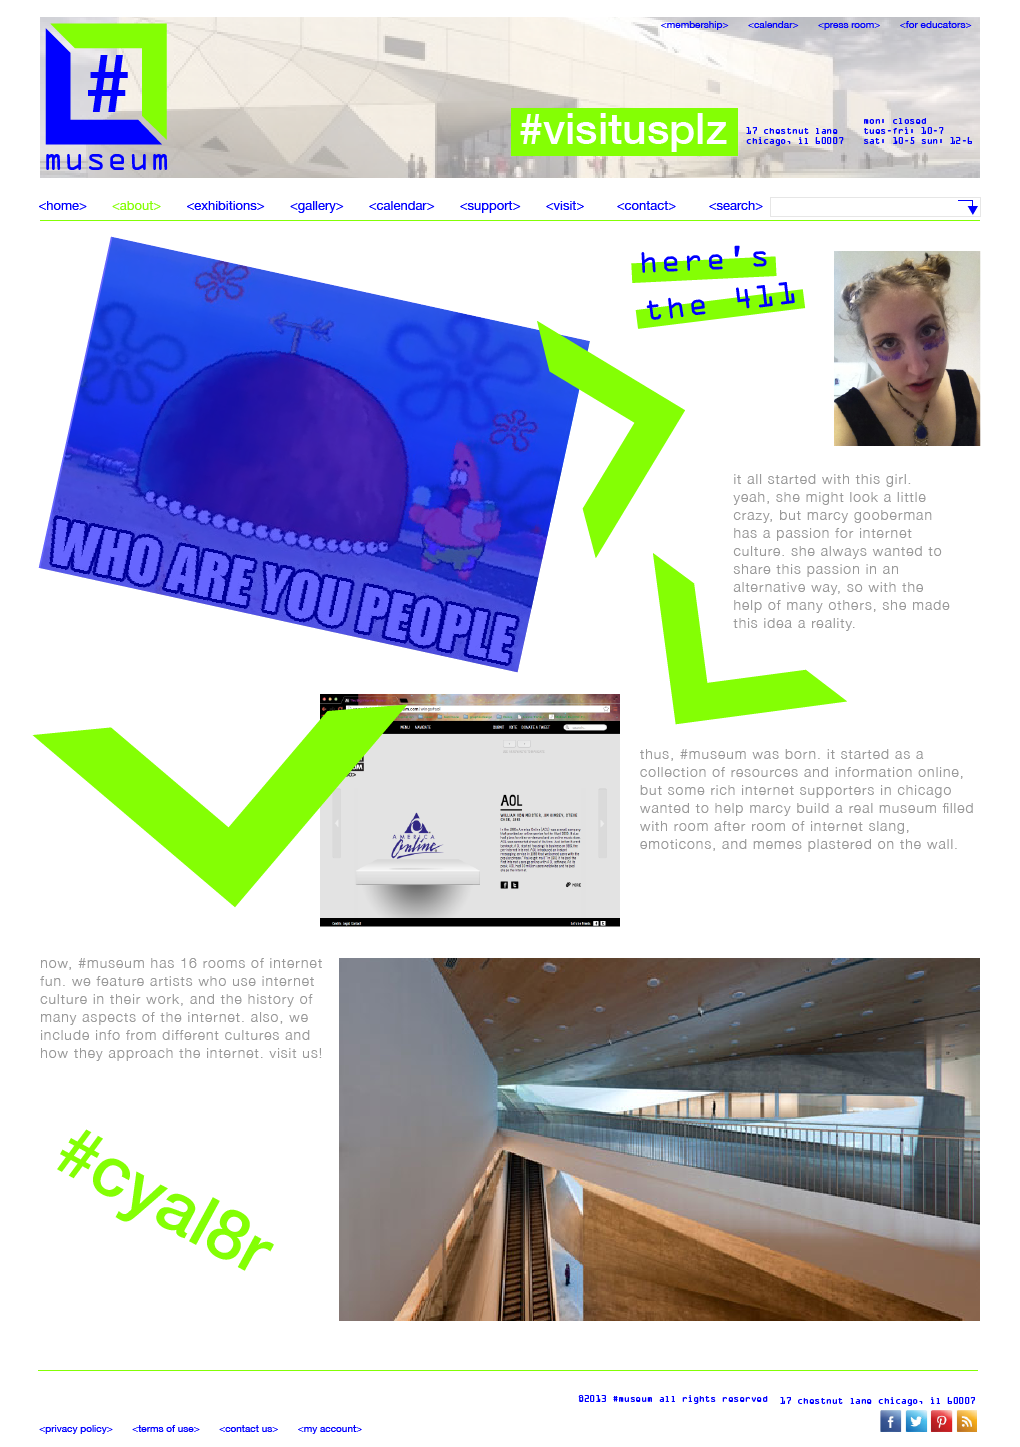 <membership> <calendar> <press room> <for educators>
#
museum
#visitusplz
17 chestnut lane
chicago, il 60007
mon: closed
tues-fri: 10-7
sat: 10-5 sun: 12-6
<home> <about> <exhibitions> <gallery> <calendar> <support> <visit> <contact> <search>
here's
the 411
WHO ARE YOU PEOPLE
it all started with this girl.
yeah, she might look a little
crazy, but marcy gooberman
has a passion for internet
culture. she always wanted to
share this passion in an
alternative way, so with the
help of many others, she made
this idea a reality.
AOL
AMERICA
Online
MORE
thus, #museum was born. it started as a
collection of resources and information online,
but some rich internet supporters in chicago
wanted to help marcy build a real museum filled
with room after room of internet slang,
emoticons, and memes plastered on the wall.
now, #museum has 16 rooms of internet
fun. we feature artists who use internet
culture in their work, and the history of
many aspects of the internet. also, we
include info from different cultures and
how they approach the internet. visit us!
#cyal8r
©2013 #museum all rights reserved 17 chestnut lane chicago, il 60007
<privacy policy> <terms of use> <contact us> <my account>